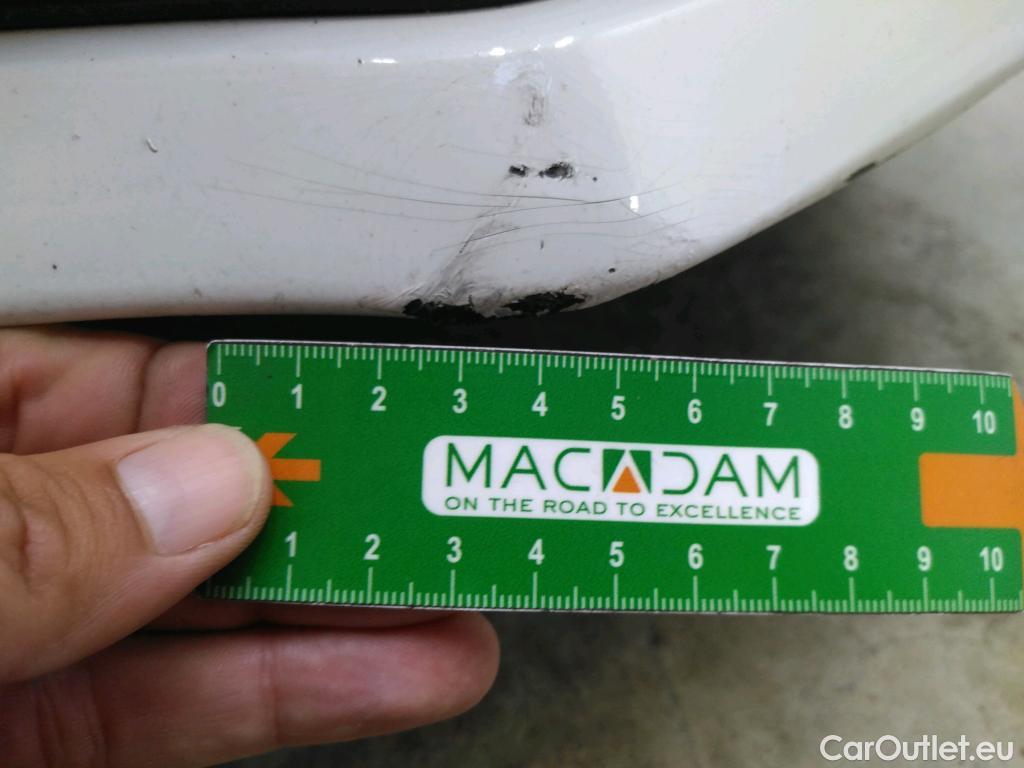 0 1 2 3 4 5 6 7 8 9 10
MACADAM
ON THE ROAD TO EXCELLENCE
1 2 3 4 5 6 7 8 9 10
CarOutlet.eu